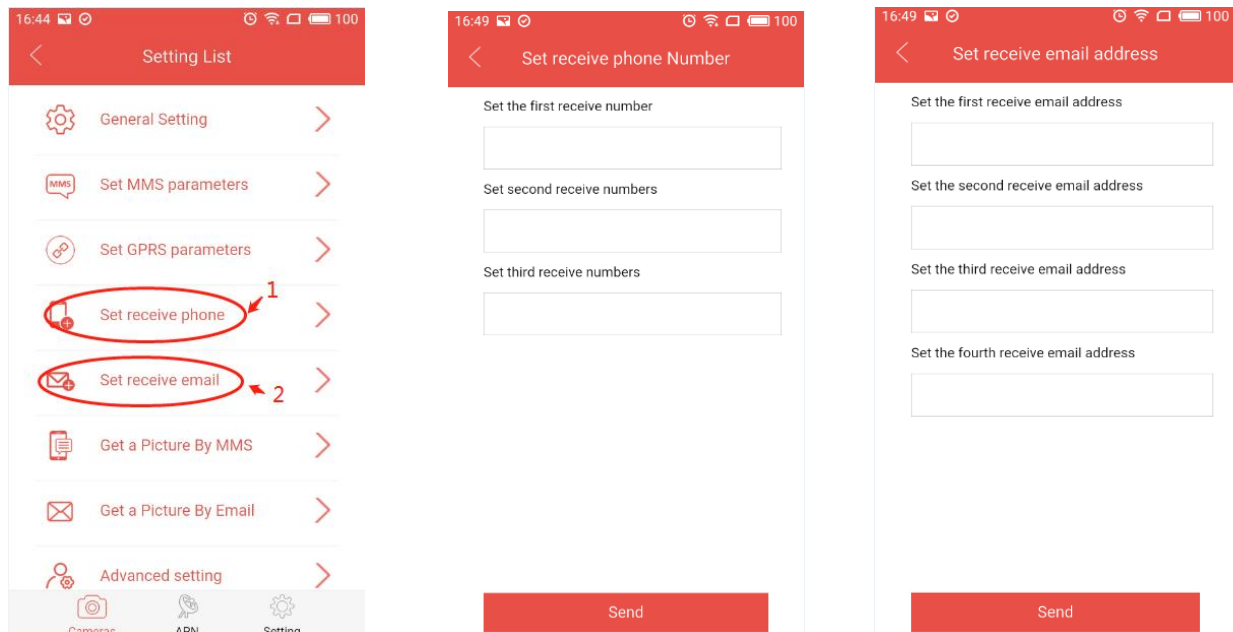 16:44 100
Setting List
General Setting
MMS Set MMS parameters
Set GPRS parameters
1
Set receive phone
Set receive email
2
Get a Picture By MMS
Get a Picture By Email
Advanced setting
Cameras APN Setting
16:49 100
Set receive phone Number
Set the first receive number
Set second receive numbers
Set third receive numbers
Send
16:49 100
Set receive email address
Set the first receive email address
Set the second receive email address
Set the third receive email address
Set the fourth receive email address
Send